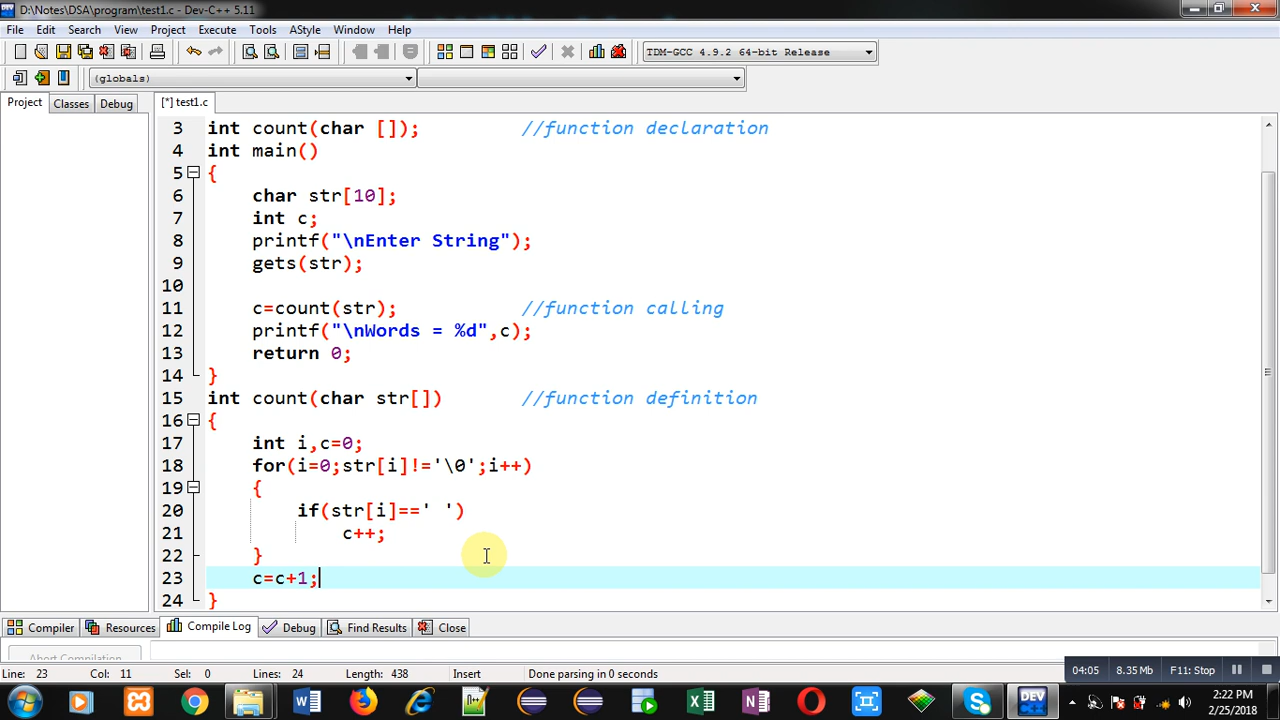 D:\Notes\DSA\program\test1.c - Dev-C++ 5.11
File Edit Search View Project Execute Tools AStyle Window Help
TDM-GCC 4.9.2 64-bit Release
(globals)
Project Classes Debug
[*] test1.c
3 int count(char []); //function declaration
4 int main()
5 {
6 char str[10];
7 int c;
8 printf("\nEnter String");
9 gets(str);
10
11 c=count(str); //function calling
12 printf("\nWords = %d",c);
13 return 0;
14 }
15 int count(char str[]) //function definition
16 {
17 int i,c=0;
18 for(i=0;str[i]!='\0';i++)
19 {
20 if(str[i]==' ')
21 c++;
22 }
23 c=c+1;
24 }
Compiler Resources Compile Log Debug Find Results Close
Abort Compilation
Line: 23 Col: 11 Sel: 0 Lines: 24 Length: 438 Insert Done parsing in 0 seconds
04:05 8.35 Mb F11: Stop
DEV
2:22 PM
2/25/2018